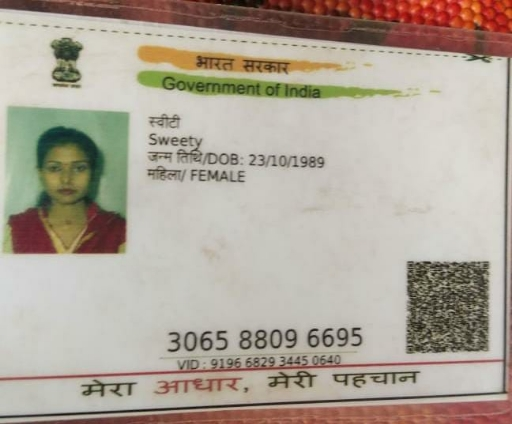 भारत सरकार
Government of India
स्वीटी
Sweety
जन्म तिथि/DOB: 23/10/1989
महिला/ FEMALE
3065 8809 6695
VID : 9196 6829 3445 0640
मेरा आधार, मेरी पहचान